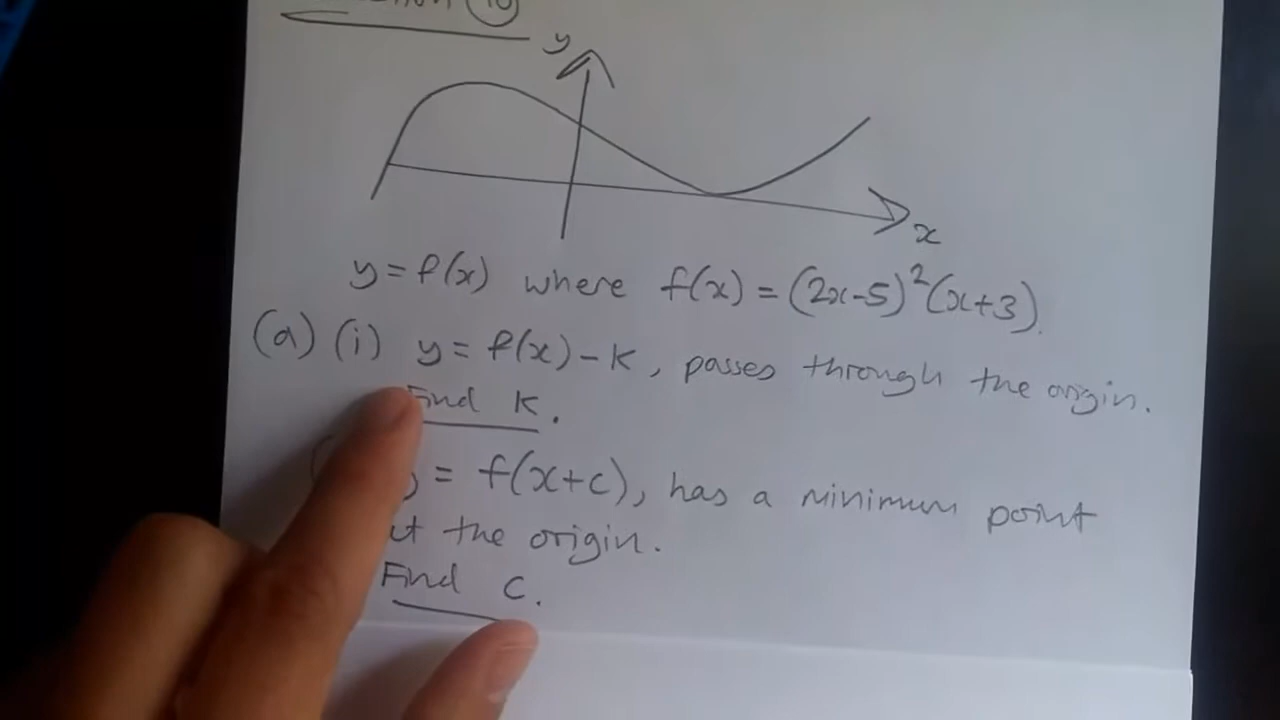 y
x
y = f(x) where f(x) = (2x-5)²(x+3).
(a) (i) y = f(x) - K, passes through the origin.
Find K.
= f(x+c), has a minimum point
the origin.
Find c.